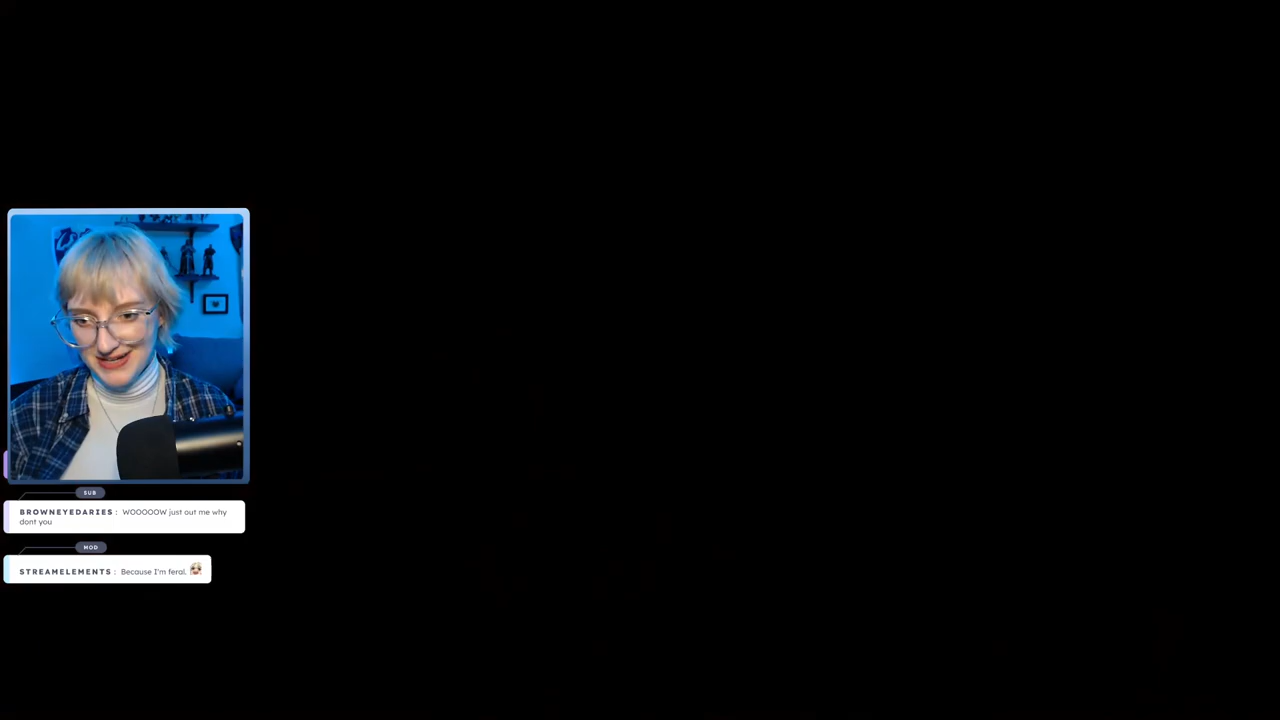 SUB
BROWNEYEDARIES : WOOOOOW just out me why
dont you
MOD
STREAMELEMENTS : Because I'm feral.